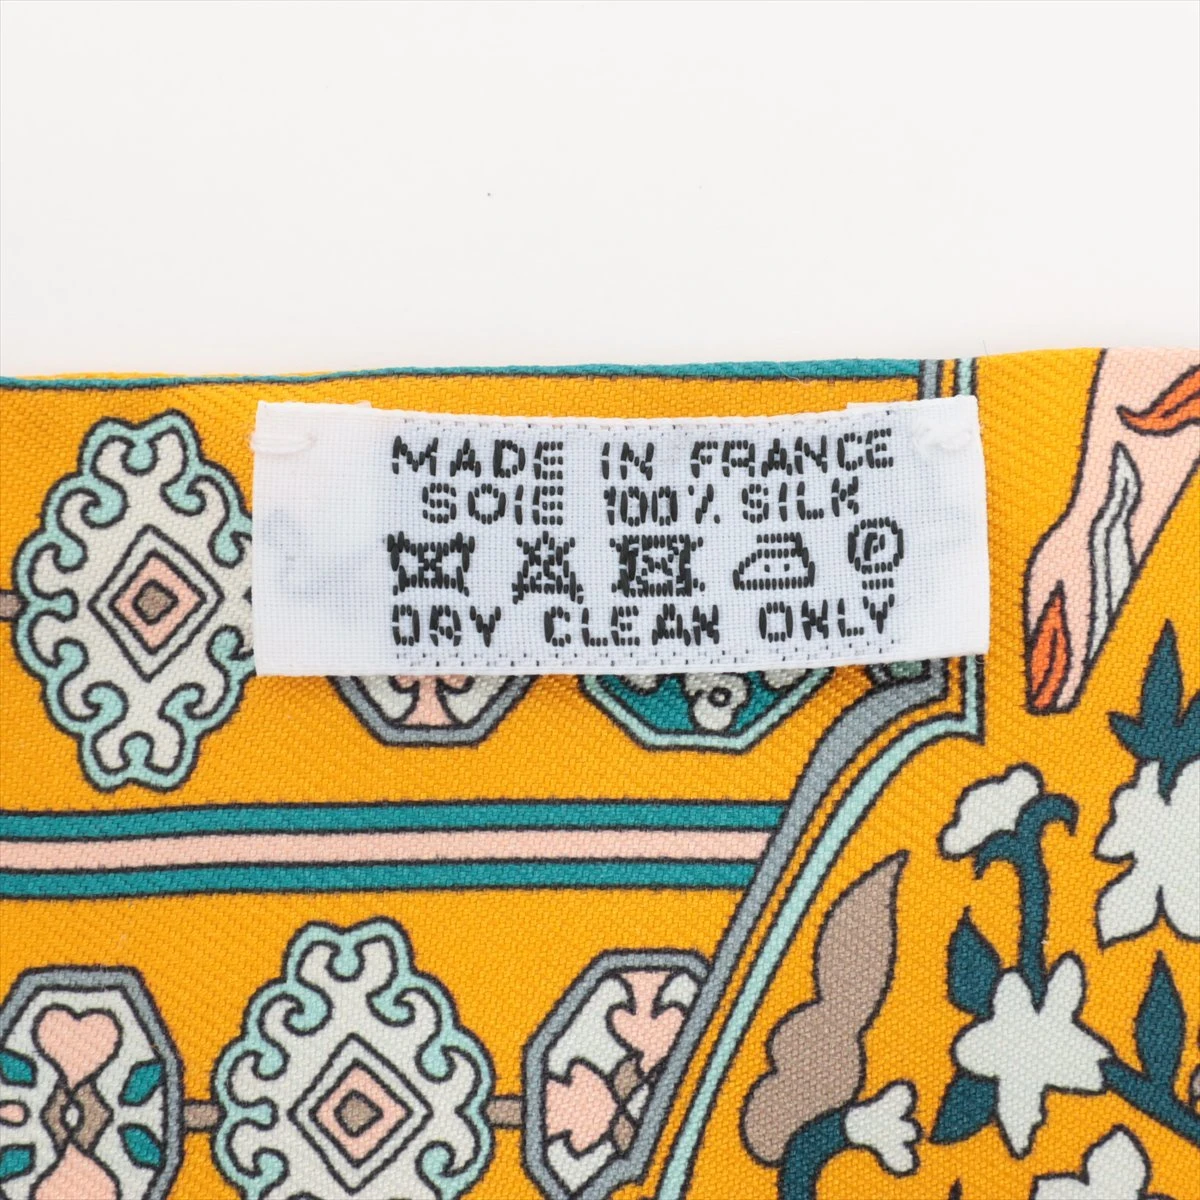 MADE IN FRANCE
SOIE 100% SILK
P
DRY CLEAN ONLY